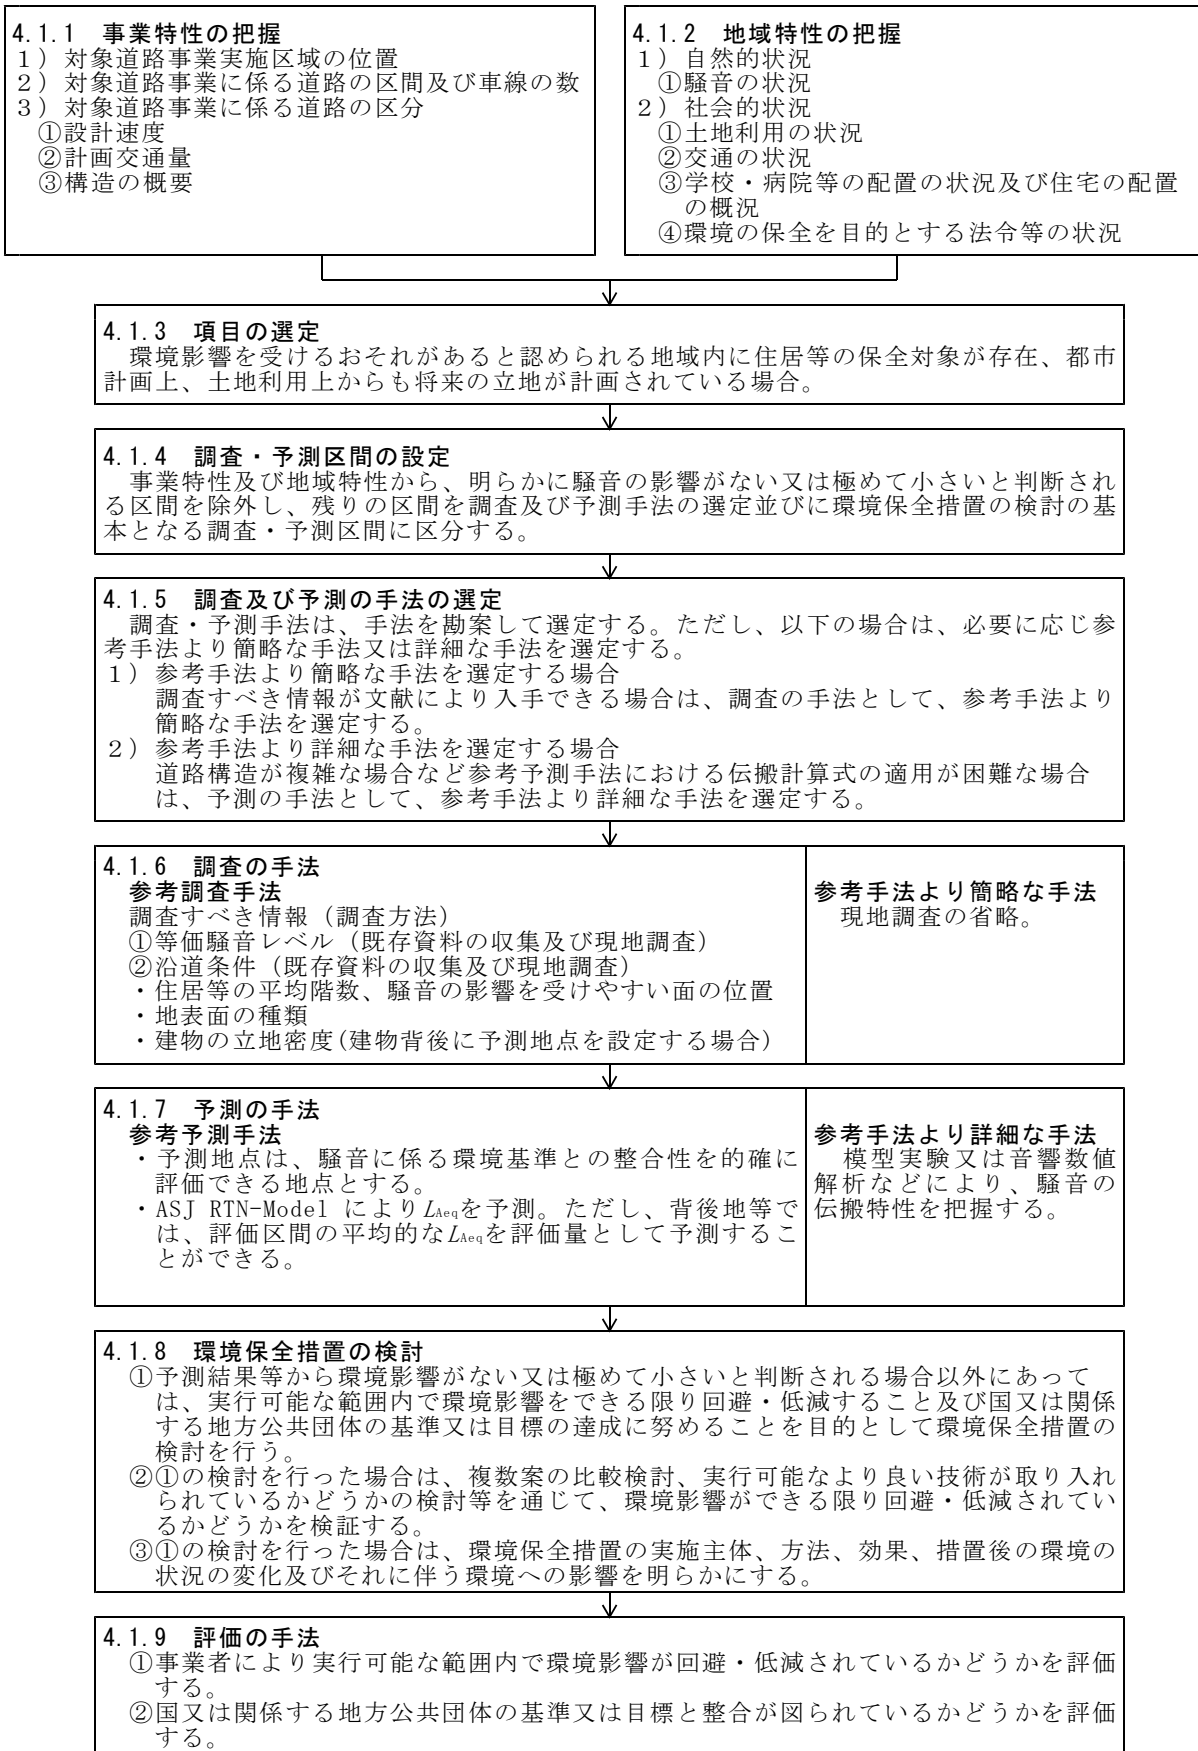 4.1.1　事業特性の把握
１）対象道路事業実施区域の位置
２）対象道路事業に係る道路の区間及び車線の数
３）対象道路事業に係る道路の区分
①設計速度
②計画交通量
③構造の概要
4.1.2　地域特性の把握
１）自然的状況
①騒音の状況
２）社会的状況
①土地利用の状況
②交通の状況
③学校・病院等の配置の状況及び住宅の配置
の概況
④環境の保全を目的とする法令等の状況
4.1.3　項目の選定
環境影響を受けるおそれがあると認められる地域内に住居等の保全対象が存在、都市
計画上、土地利用上からも将来の立地が計画されている場合。
4.1.4　調査・予測区間の設定
事業特性及び地域特性から、明らかに騒音の影響がない又は極めて小さいと判断され
る区間を除外し、残りの区間を調査及び予測手法の選定並びに環境保全措置の検討の基
本となる調査・予測区間に区分する。
4.1.5　調査及び予測の手法の選定
調査・予測手法は、手法を勘案して選定する。ただし、以下の場合は、必要に応じ参
考手法より簡略な手法又は詳細な手法を選定する。
１）参考手法より簡略な手法を選定する場合
調査すべき情報が文献により入手できる場合は、調査の手法として、参考手法より
簡略な手法を選定する。
２）参考手法より詳細な手法を選定する場合
道路構造が複雑な場合など参考予測手法における伝搬計算式の適用が困難な場合
は、予測の手法として、参考手法より詳細な手法を選定する。
4.1.6　調査の手法
参考調査手法
調査すべき情報（調査方法）
①等価騒音レベル（既存資料の収集及び現地調査）
②沿道条件（既存資料の収集及び現地調査）
・住居等の平均階数、騒音の影響を受けやすい面の位置
・地表面の種類
・建物の立地密度(建物背後に予測地点を設定する場合)
参考手法より簡略な手法
現地調査の省略。
4.1.7　予測の手法
参考予測手法
・予測地点は、騒音に係る環境基準との整合性を的確に
評価できる地点とする。
・ASJ RTN-Model によりLAeqを予測。ただし、背後地等で
は、評価区間の平均的なLAeqを評価量として予測するこ
とができる。
参考手法より詳細な手法
模型実験又は音響数値
解析などにより、騒音の
伝搬特性を把握する。
4.1.8　環境保全措置の検討
①予測結果等から環境影響がない又は極めて小さいと判断される場合以外にあって
は、実行可能な範囲内で環境影響をできる限り回避・低減すること及び国又は関係
する地方公共団体の基準又は目標の達成に努めることを目的として環境保全措置の
検討を行う。
②①の検討を行った場合は、複数案の比較検討、実行可能なより良い技術が取り入れ
られているかどうかの検討等を通じて、環境影響ができる限り回避・低減されてい
るかどうかを検証する。
③①の検討を行った場合は、環境保全措置の実施主体、方法、効果、措置後の環境の
状況の変化及びそれに伴う環境への影響を明らかにする。
4.1.9　評価の手法
①事業者により実行可能な範囲内で環境影響が回避・低減されているかどうかを評価
する。
②国又は関係する地方公共団体の基準又は目標と整合が図られているかどうかを評価
する。